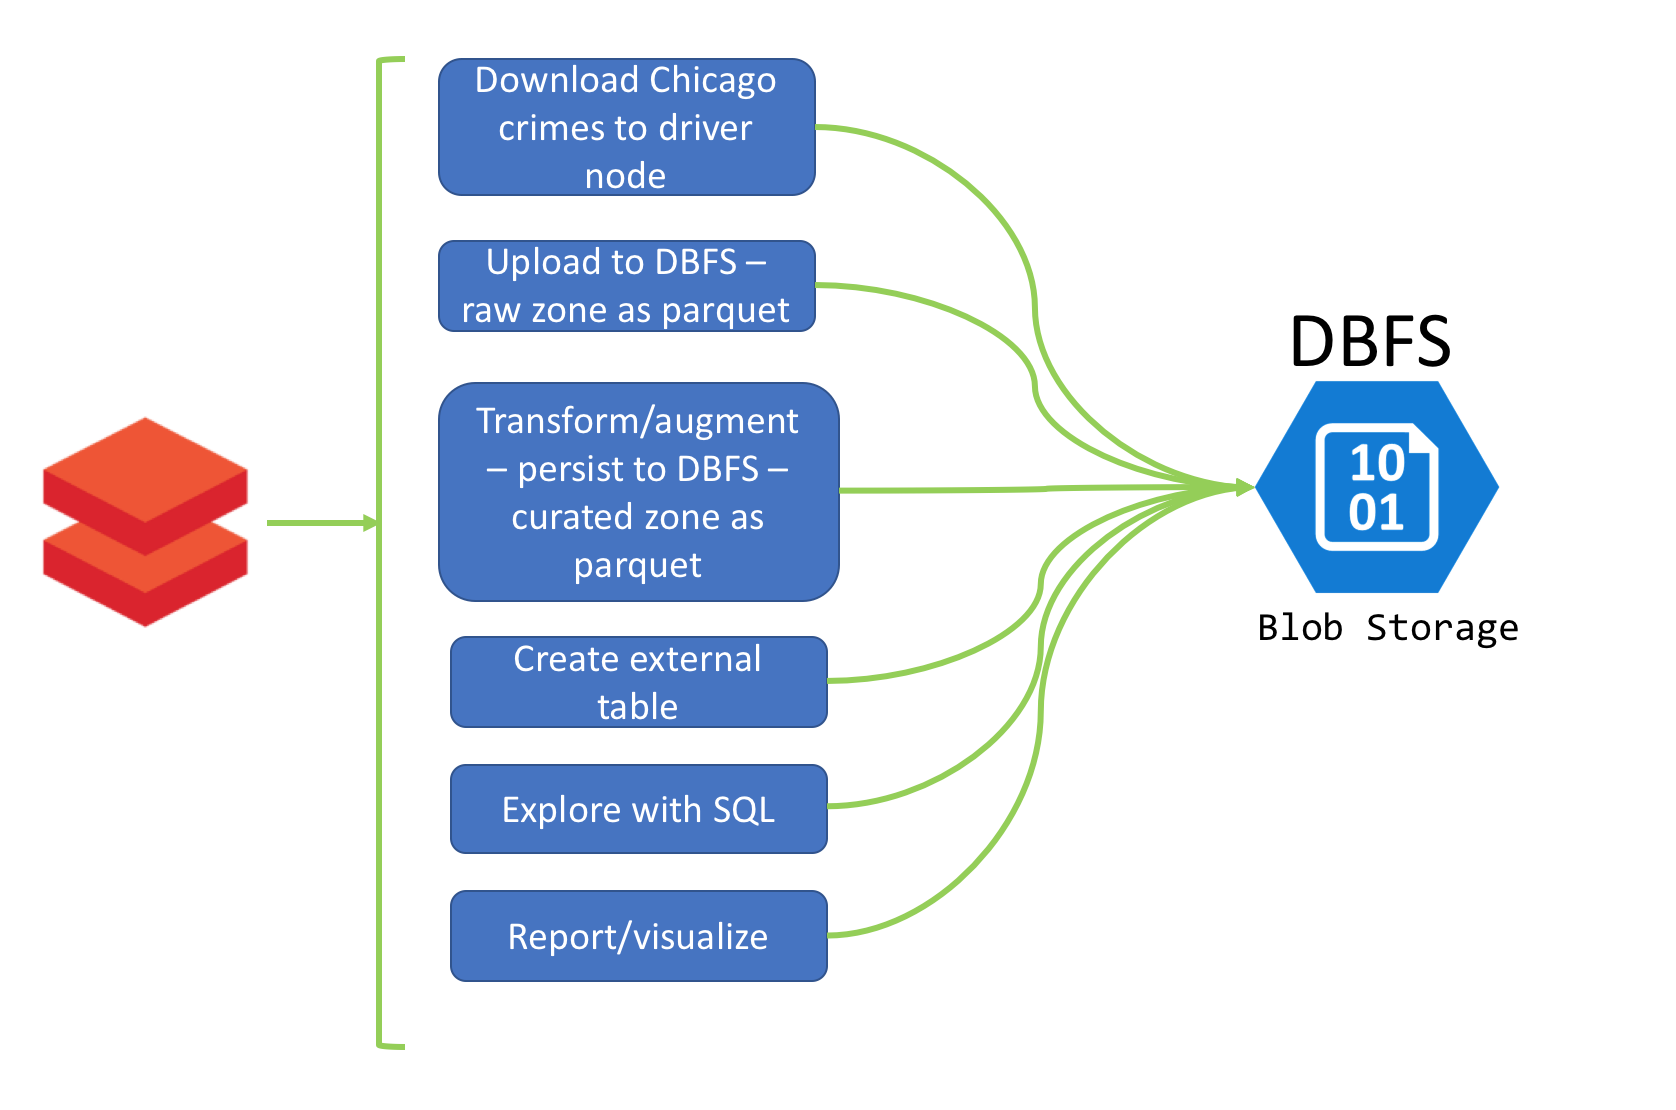 Download Chicago
crimes to driver
node
Upload to DBFS –
raw zone as parquet
Transform/augment
– persist to DBFS –
curated zone as
parquet
Create external
table
Explore with SQL
Report/visualize
DBFS
10
01
Blob Storage